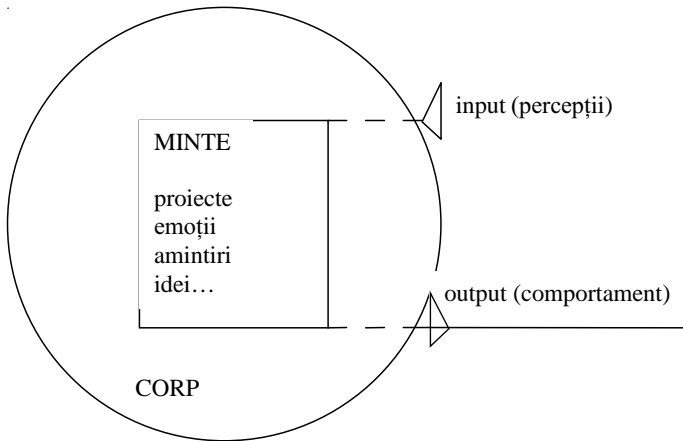 input (percepții)
MINTE
proiecte
emoții
amintiri
idei…
output (comportament)
CORP